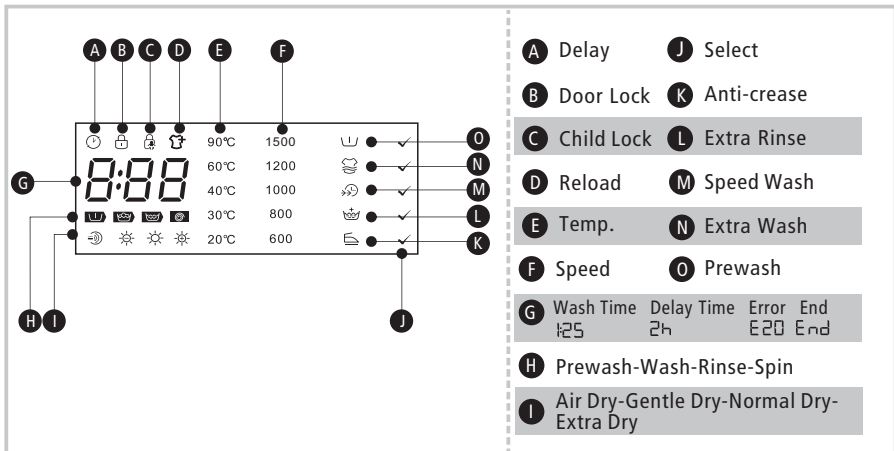 A B C D E F
90°C 1500 O
8:88 60°C 1200 N
G 40°C 1000 M
30°C 800 L
20°C 600 K
H I J
A Delay J Select
B Door Lock K Anti-crease
C Child Lock L Extra Rinse
D Reload M Speed Wash
E Temp. N Extra Wash
F Speed O Prewash
G Wash Time Delay Time Error End
1:25 2h E20 End
H Prewash-Wash-Rinse-Spin
I Air Dry-Gentle Dry-Normal Dry-
Extra Dry